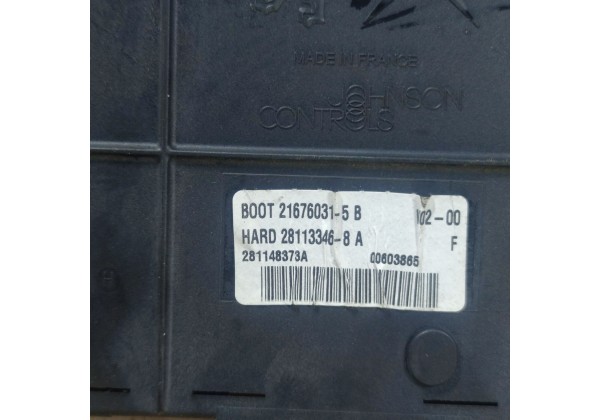 MADE IN FRANCE
JOHNSON
CONTROLS
BOOT 21676031-5 B 02-00
HARD 28113346-8 A F
281148373A 00603865